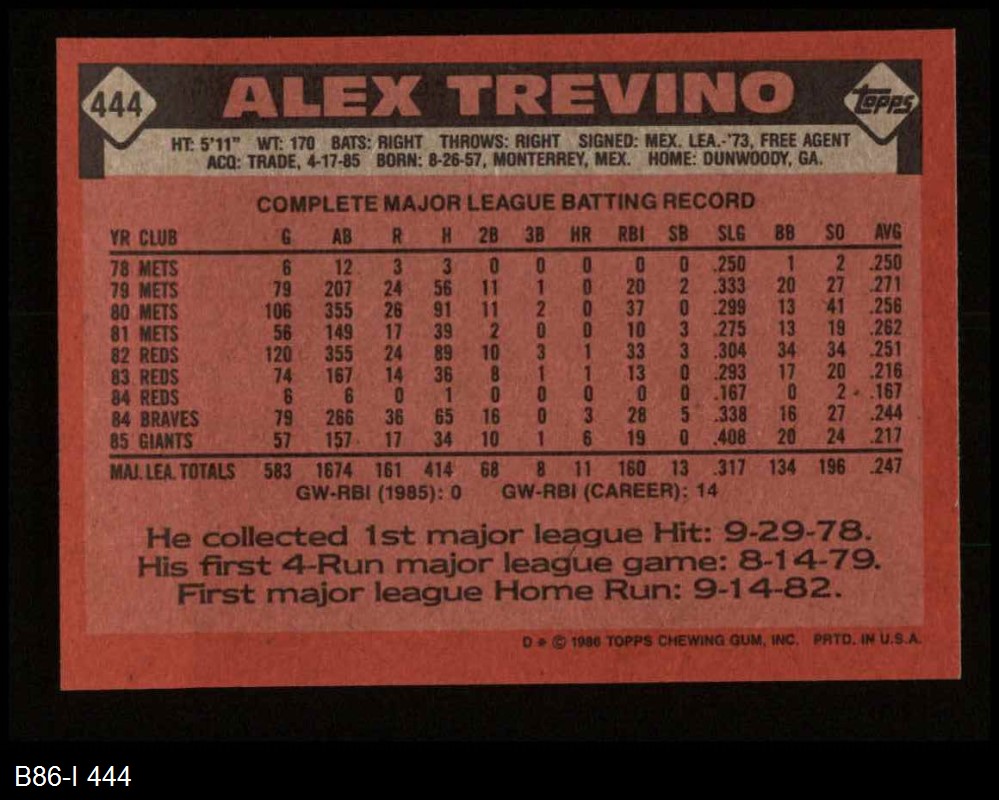 444 ALEX TREVINO Topps
HT: 5'11" WT: 170 BATS: RIGHT THROWS: RIGHT SIGNED: MEX. LEA.-'73, FREE AGENT
ACQ: TRADE, 4-17-85 BORN: 8-26-57, MONTERREY, MEX. HOME: DUNWOODY, GA.
COMPLETE MAJOR LEAGUE BATTING RECORD
YR CLUB G AB R H 2B 3B HR RBI SB SLG BB SO AVG
78 METS 6 12 3 3 0 0 0 0 0 .250 1 2 .250
79 METS 79 207 24 56 11 1 0 20 2 .333 20 27 .271
80 METS 106 355 26 91 11 2 0 37 0 .299 13 41 .256
81 METS 56 149 17 39 2 0 0 10 3 .275 13 19 .262
82 REDS 120 355 24 89 10 3 1 33 3 .304 34 34 .251
83 REDS 74 167 14 36 8 1 1 13 0 .293 17 20 .216
84 REDS 6 6 0 1 0 0 0 0 0 .167 0 2 .167
84 BRAVES 79 266 36 65 16 0 3 28 5 .338 16 27 .244
85 GIANTS 57 157 17 34 10 1 6 19 0 .408 20 24 .217
MAJ. LEA. TOTALS 583 1674 161 414 68 8 11 160 13 .317 134 196 .247
GW-RBI (1985): 0 GW-RBI (CAREER): 14
He collected 1st major league Hit: 9-29-78.
His first 4-Run major league game: 8-14-79.
First major league Home Run: 9-14-82.
D * © 1986 TOPPS CHEWING GUM, INC. PRTD. IN U.S.A.
B86-I 444